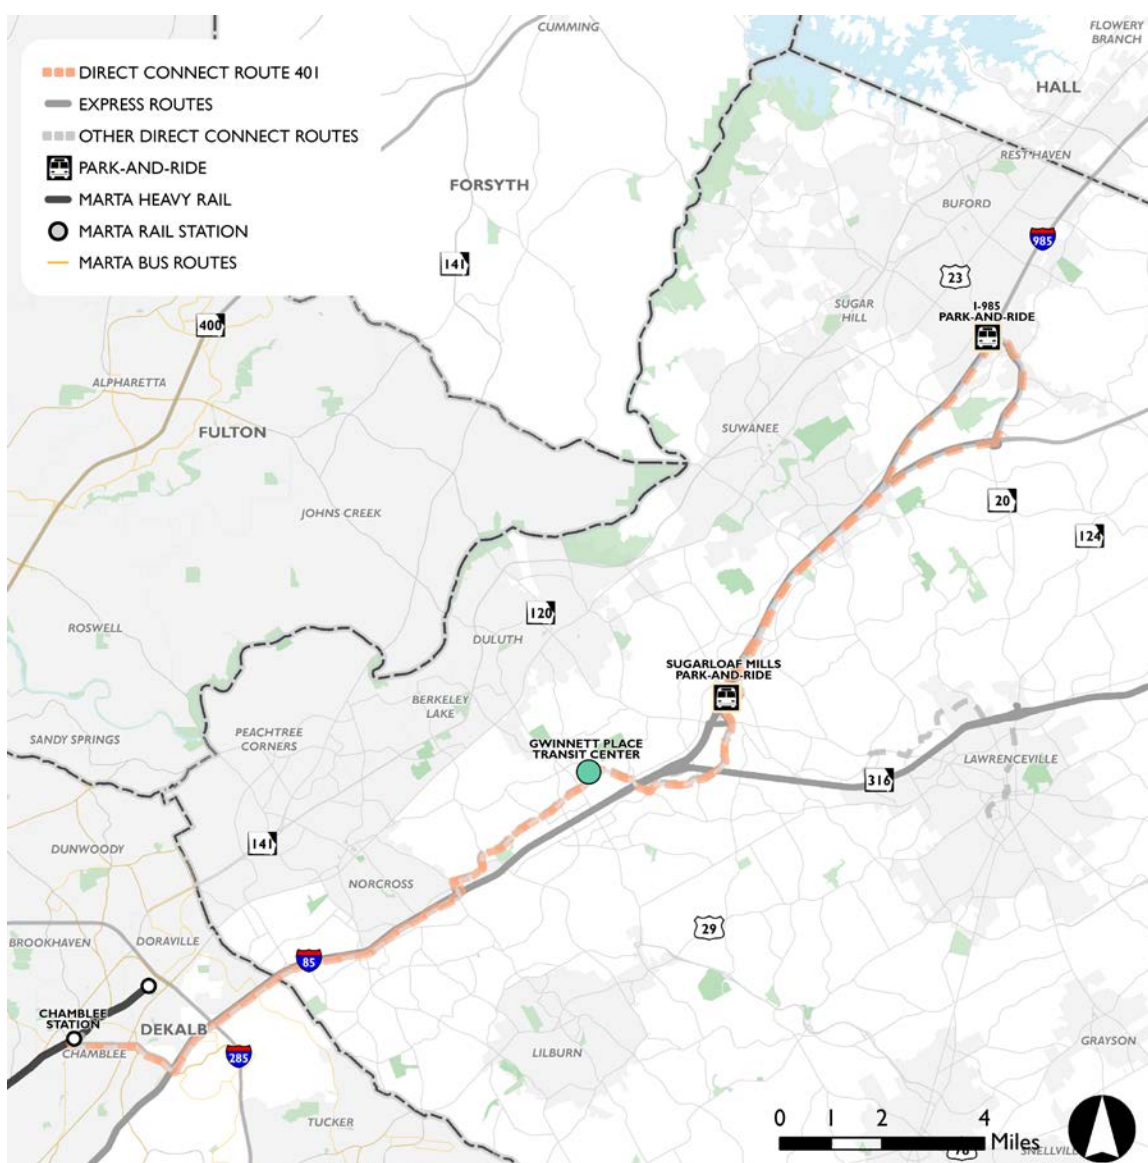 CUMMING
FLOWERY
BRANCH
DIRECT CONNECT ROUTE 401
EXPRESS ROUTES
OTHER DIRECT CONNECT ROUTES
PARK-AND-RIDE
MARTA HEAVY RAIL
MARTA RAIL STATION
MARTA BUS ROUTES
HALL
REST HAVEN
FORSYTH
BUFORD
985
141
23
SUGAR
HILL
I-985
PARK-AND-RIDE
400
ALPHARETTA
FULTON
SUWANEE
JOHNS CREEK
20
124
120
ROSWELL
DULUTH
SUGARLOAF MILLS
PARK-AND-RIDE
BERKELEY
LAKE
PEACHTREE
CORNERS
SANDY SPRINGS
GWINNETT PLACE
TRANSIT CENTER
LAWRENCEVILLE
316
DUNWOODY
141
NORCROSS
29
BROOKHAVEN
DORAVILLE
85
CHAMBLEE
STATION
DEKALB
CHAMBLEE
285
LILBURN
GRAYSON
TUCKER
0 1 2 4
Miles
78